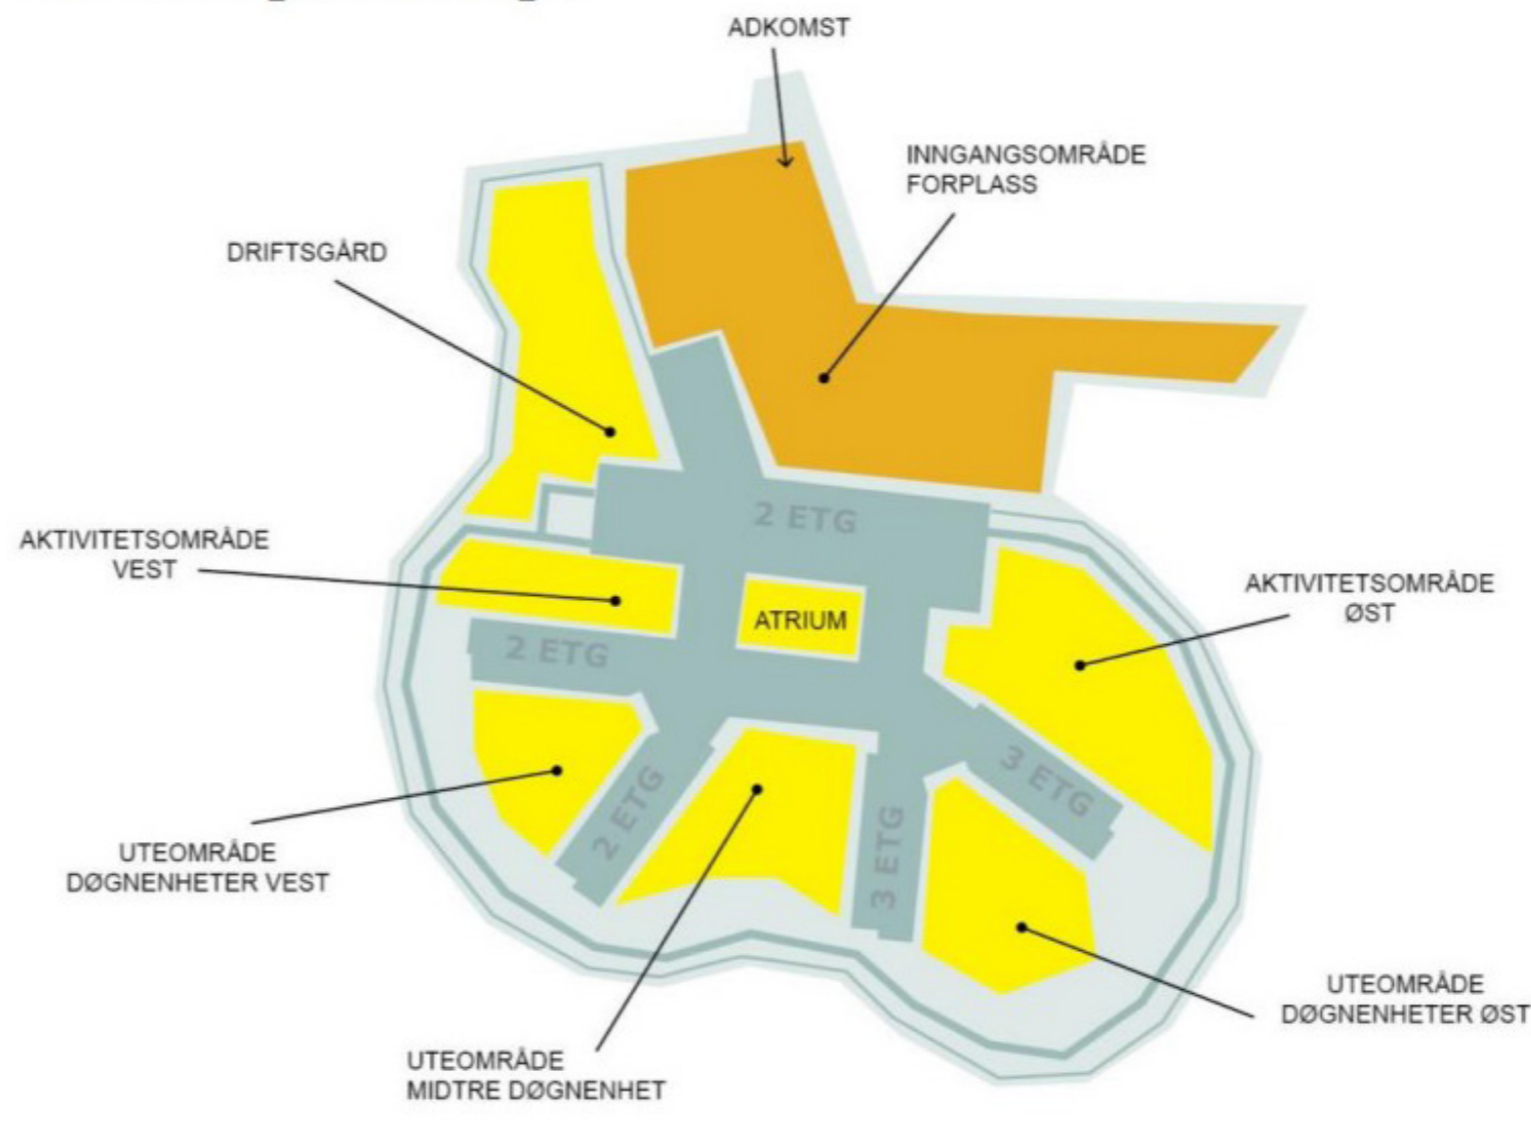 ADKOMST
INNGANGSOMRÅDE
FORPLASS
DRIFTSGÅRD
2 ETG
AKTIVITETSOMRÅDE
VEST
AKTIVITETSOMRÅDE
ØST
ATRIUM
2 ETG
3 ETG
2 ETG
3 ETG
UTEOMRÅDE
DØGNENHETER VEST
UTEOMRÅDE
DØGNENHETER ØST
UTEOMRÅDE
MIDTRE DØGNENHET